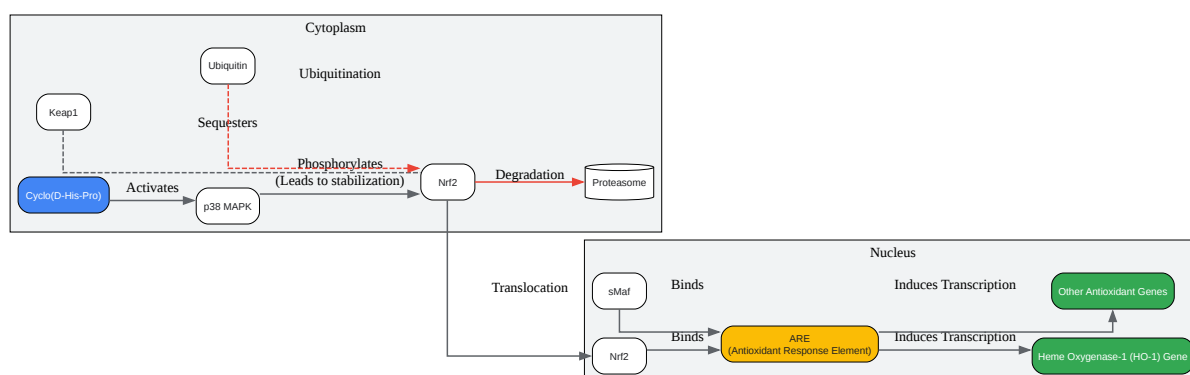 Cytoplasm
Ubiquitin
Ubiquitination
Keap1
Sequesters
Phosphorylates
(Leads to stabilization)
Cyclo(D-His-Pro)
Activates
p38 MAPK
Nrf2
Degradation
Proteasome
Translocation
Nucleus
sMaf
Binds
Induces Transcription
Other Antioxidant Genes
Nrf2
Binds
ARE
(Antioxidant Response Element)
Induces Transcription
Heme Oxygenase-1 (HO-1) Gene